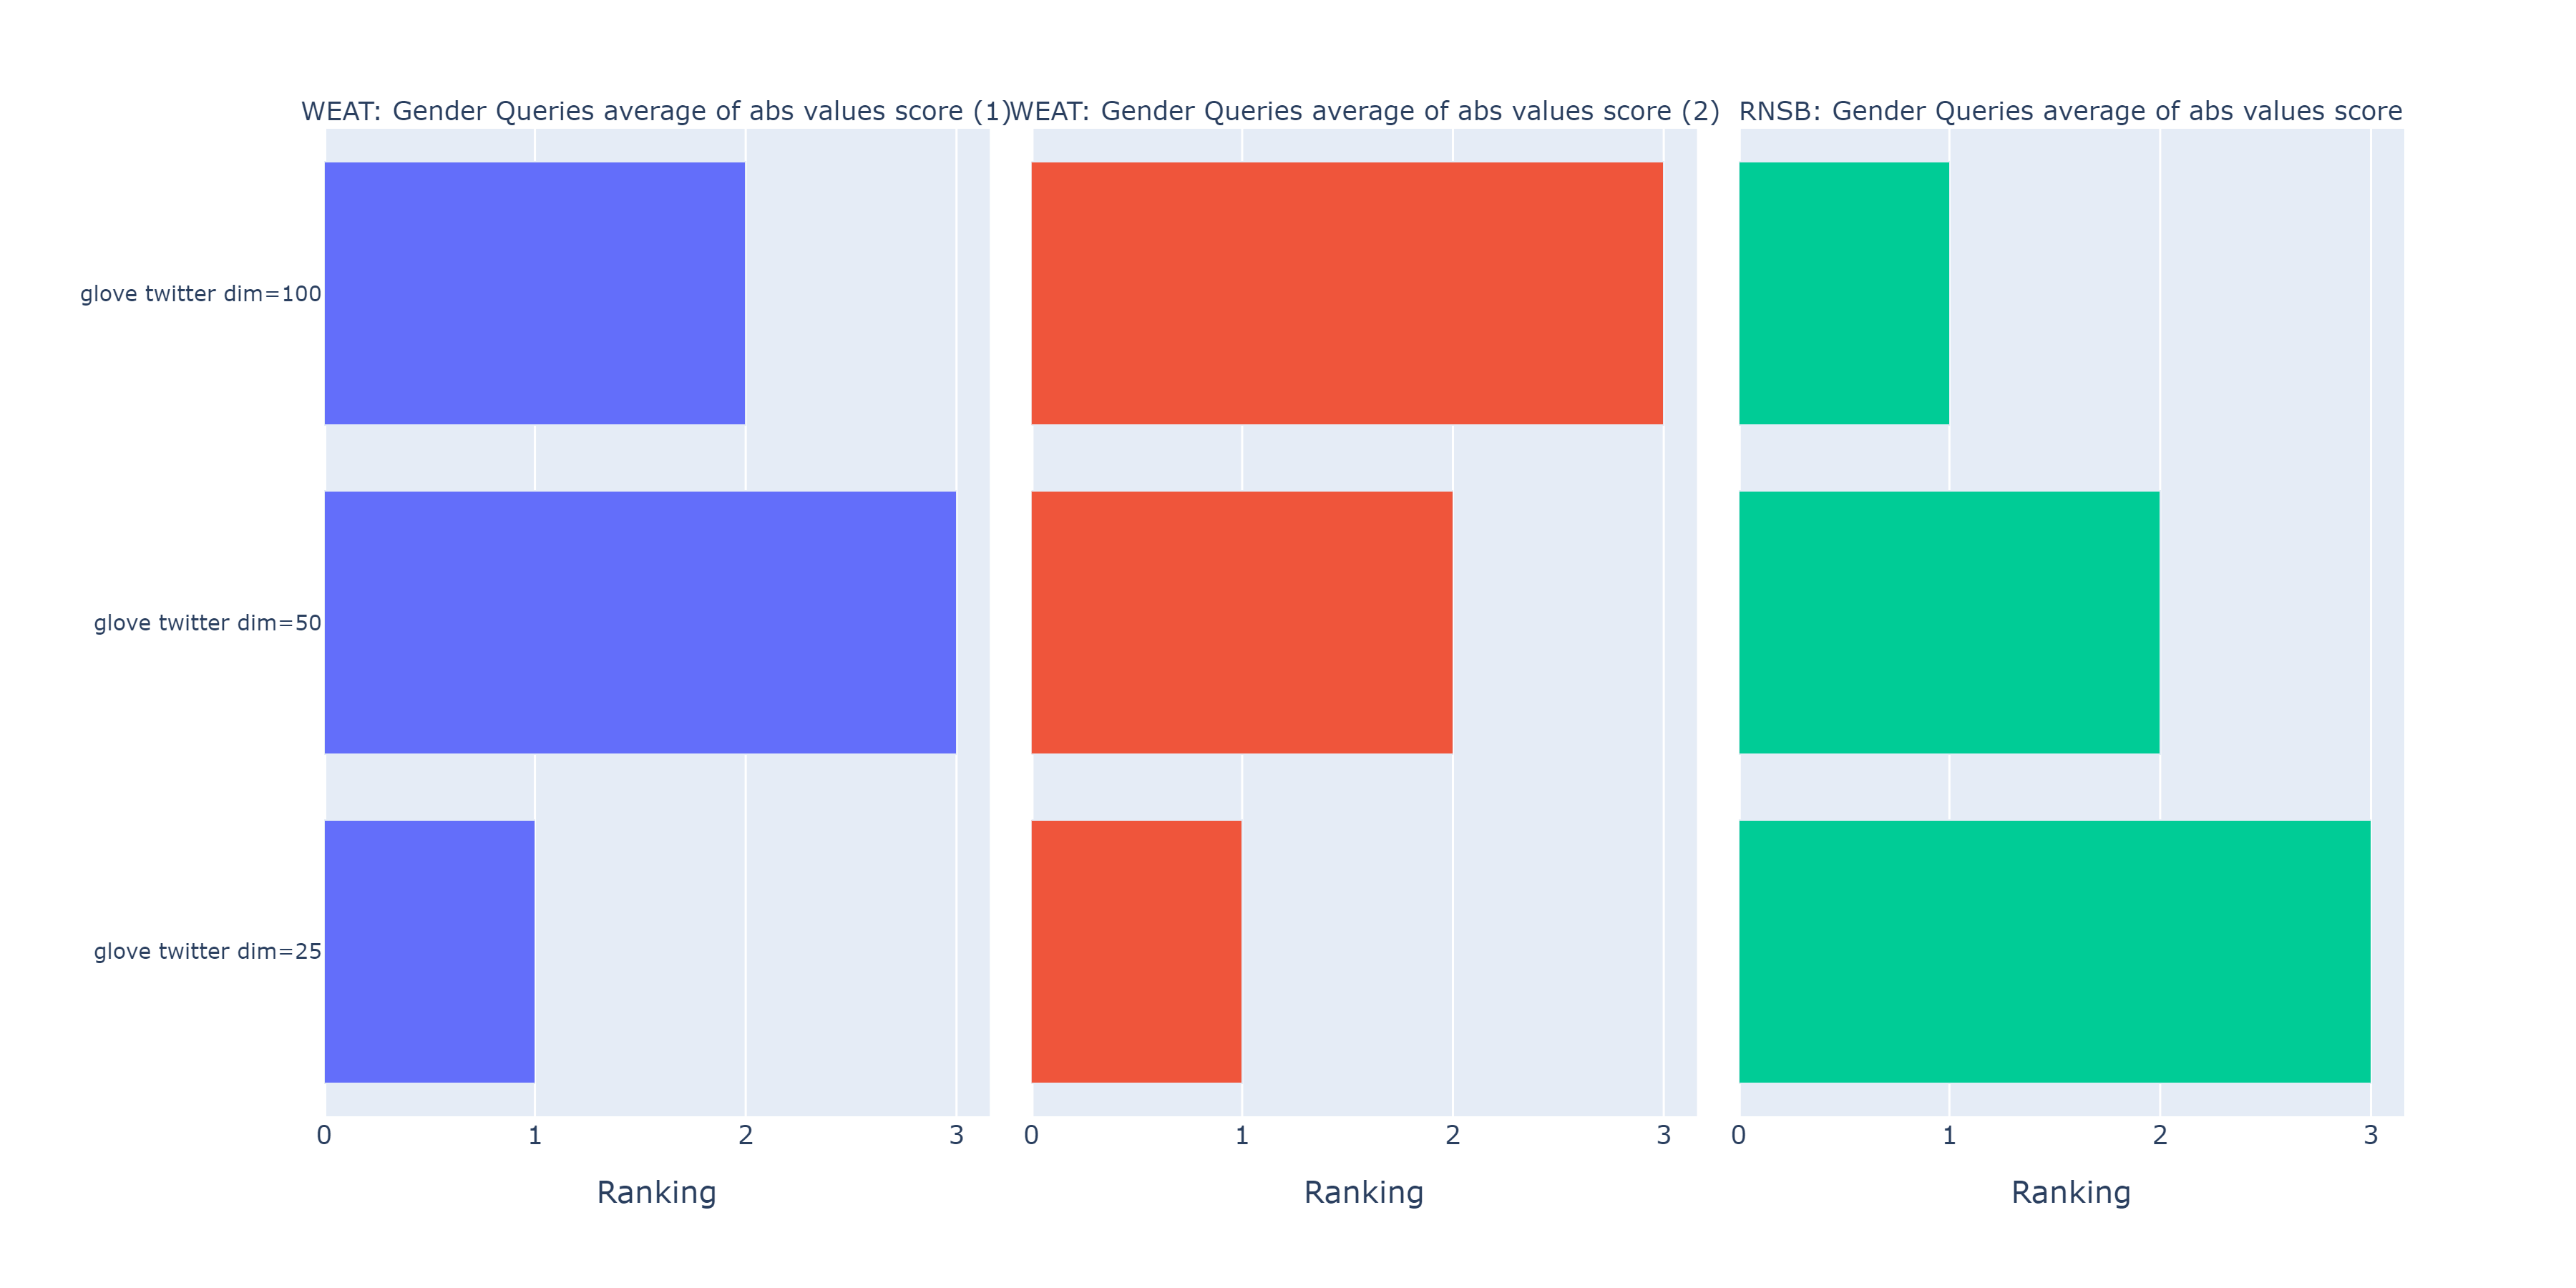 WEAT: Gender Queries average of abs values score (1)
WEAT: Gender Queries average of abs values score (2)
RNSB: Gender Queries average of abs values score
glove twitter dim=100
glove twitter dim=50
glove twitter dim=25
0 1 2 3
0 1 2 3
0 1 2 3
Ranking
Ranking
Ranking